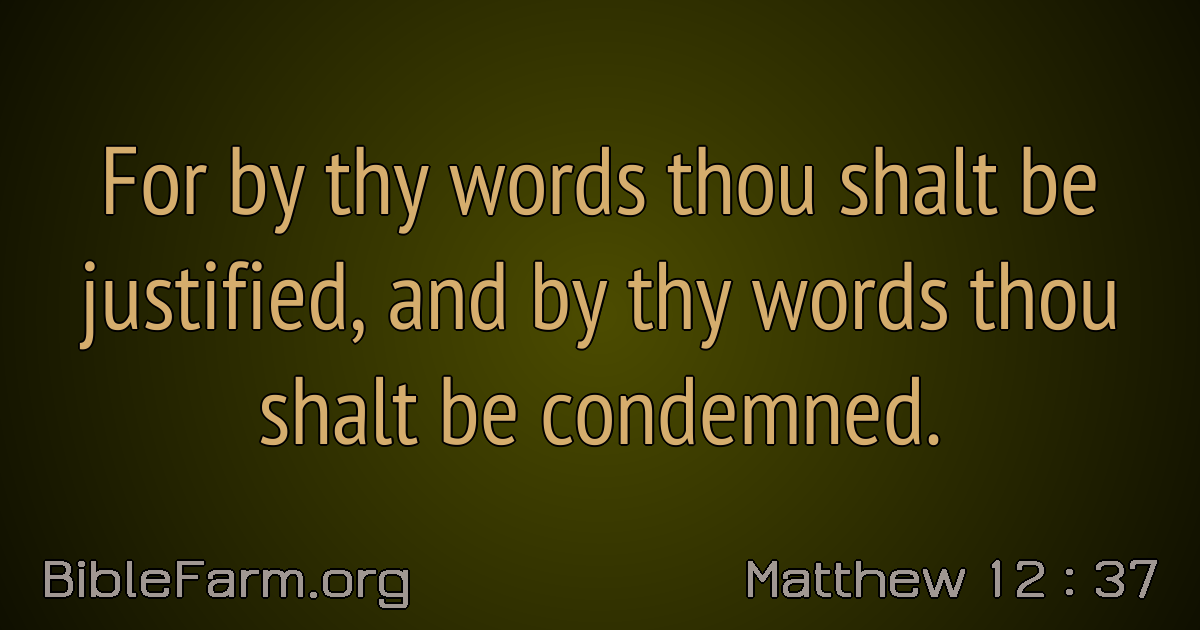 For by thy words thou shalt be
justified, and by thy words thou
shalt be condemned.
BibleFarm.org
Matthew 12 : 37